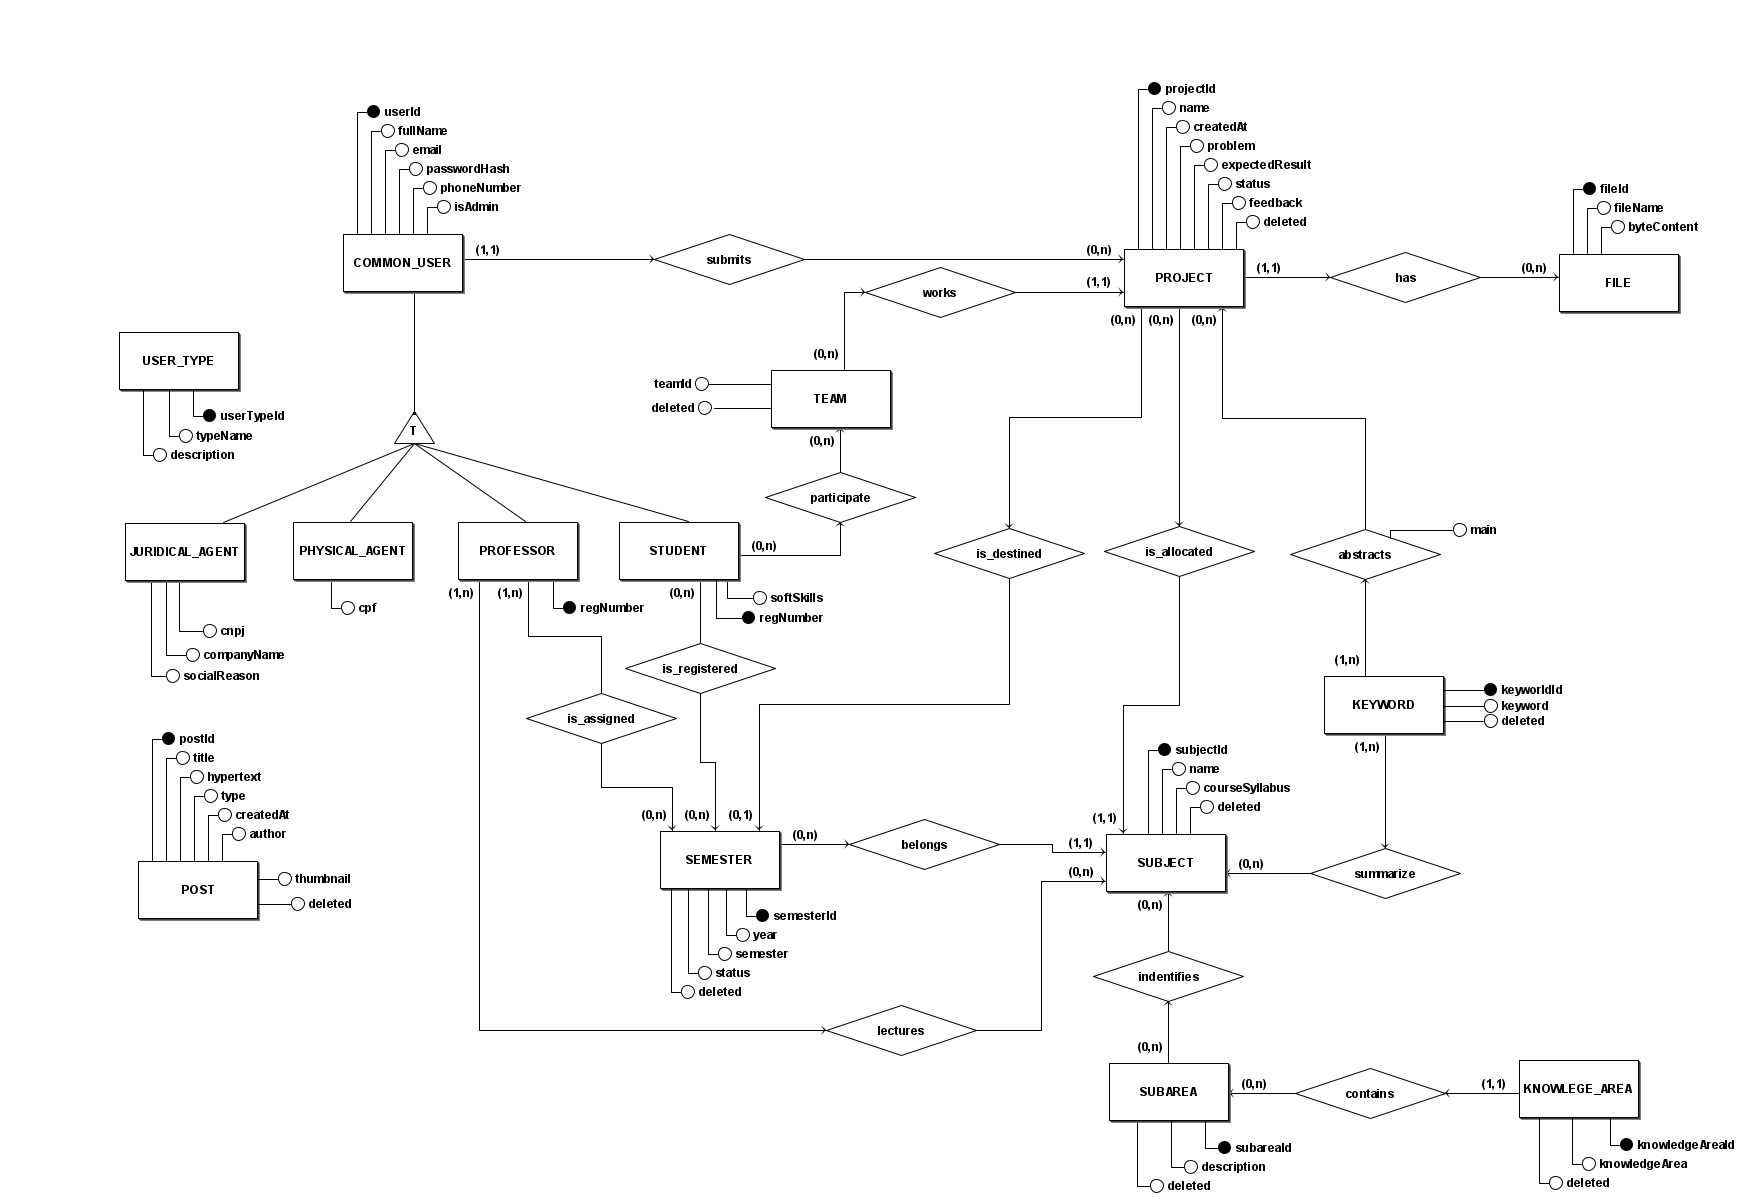 projectId
name
createdAt
problem
expectedResult
status
feedback
deleted
userId
fullName
email
passwordHash
phoneNumber
isAdmin
fileId
fileName
byteContent
COMMON_USER
(1,1)
submits
(0,n)
PROJECT
(1,1)
has
(0,n)
FILE
works
(1,1)
(0,n) (0,n) (0,n)
USER_TYPE
userTypeId
typeName
description
(0,n)
teamId
deleted
TEAM
(0,n)
T
participate
JURIDICAL_AGENT
PHYSICAL_AGENT
PROFESSOR
STUDENT
(0,n)
is_destined
is_allocated
abstracts
main
cnpj
companyName
socialReason
cpf
(1,n)
(1,n)
regNumber
(0,n)
softSkills
regNumber
is_registered
is_assigned
(1,n)
KEYWORD
keyworldId
keyword
deleted
(1,n)
postId
title
hypertext
type
createdAt
author
POST
thumbnail
deleted
subjectId
name
courseSyllabus
deleted
(0,n) (0,n) (0,1)
SEMESTER
(0,n)
belongs
(1,1)
(1,1)
SUBJECT
(0,n)
(0,n)
summarize
semesterId
year
semester
status
deleted
(0,n)
indentifies
lectures
(0,n)
SUBAREA
(0,n)
contains
(1,1)
KNOWLEGE_AREA
subareaId
description
deleted
knowledgeAreaId
knowledgeArea
deleted